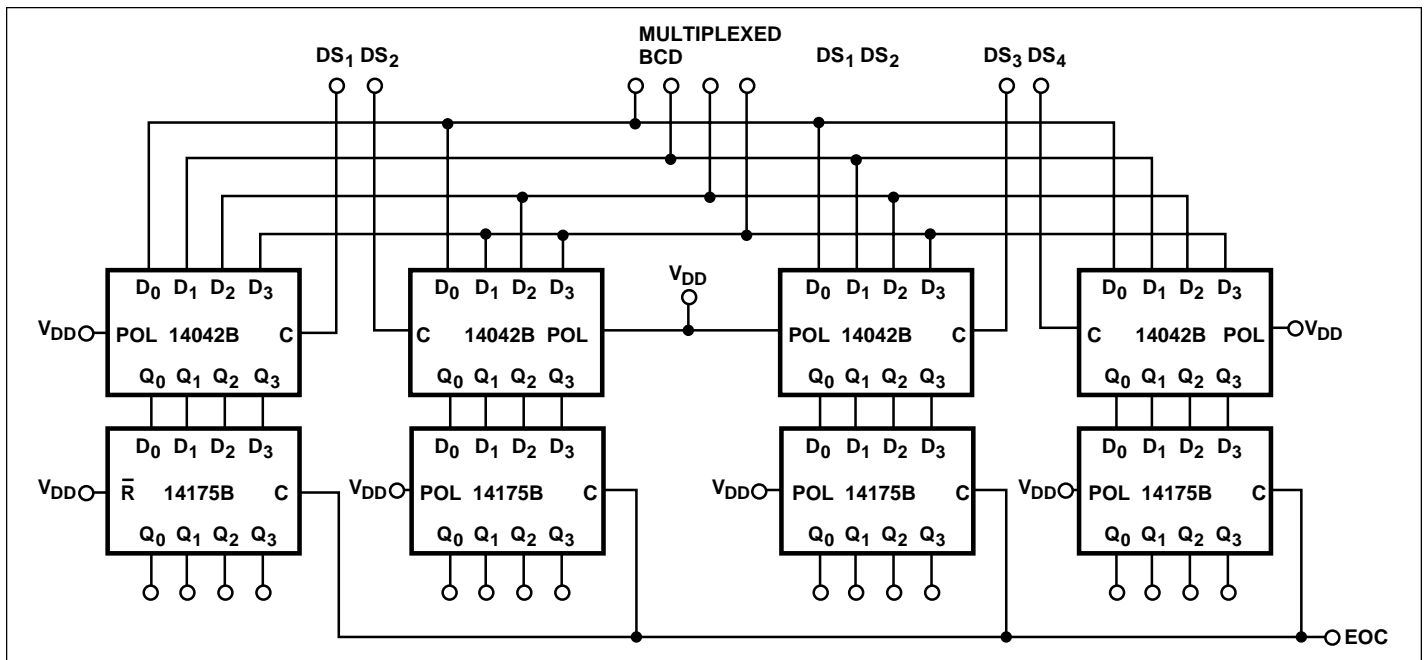 MULTIPLEXED
BCD
DS1 DS2
DS1 DS2
DS3 DS4
VDD
D0 D1 D2 D3
D0 D1 D2 D3
D0 D1 D2 D3
D0 D1 D2 D3
VDD POL 14042B C
C 14042B POL
POL 14042B C
C 14042B POL VDD
Q0 Q1 Q2 Q3
Q0 Q1 Q2 Q3
Q0 Q1 Q2 Q3
Q0 Q1 Q2 Q3
D0 D1 D2 D3
D0 D1 D2 D3
D0 D1 D2 D3
D0 D1 D2 D3
VDD R̅ 14175B C
VDD POL 14175B C
VDD POL 14175B C
VDD POL 14175B C
Q0 Q1 Q2 Q3
Q0 Q1 Q2 Q3
Q0 Q1 Q2 Q3
Q0 Q1 Q2 Q3
EOC